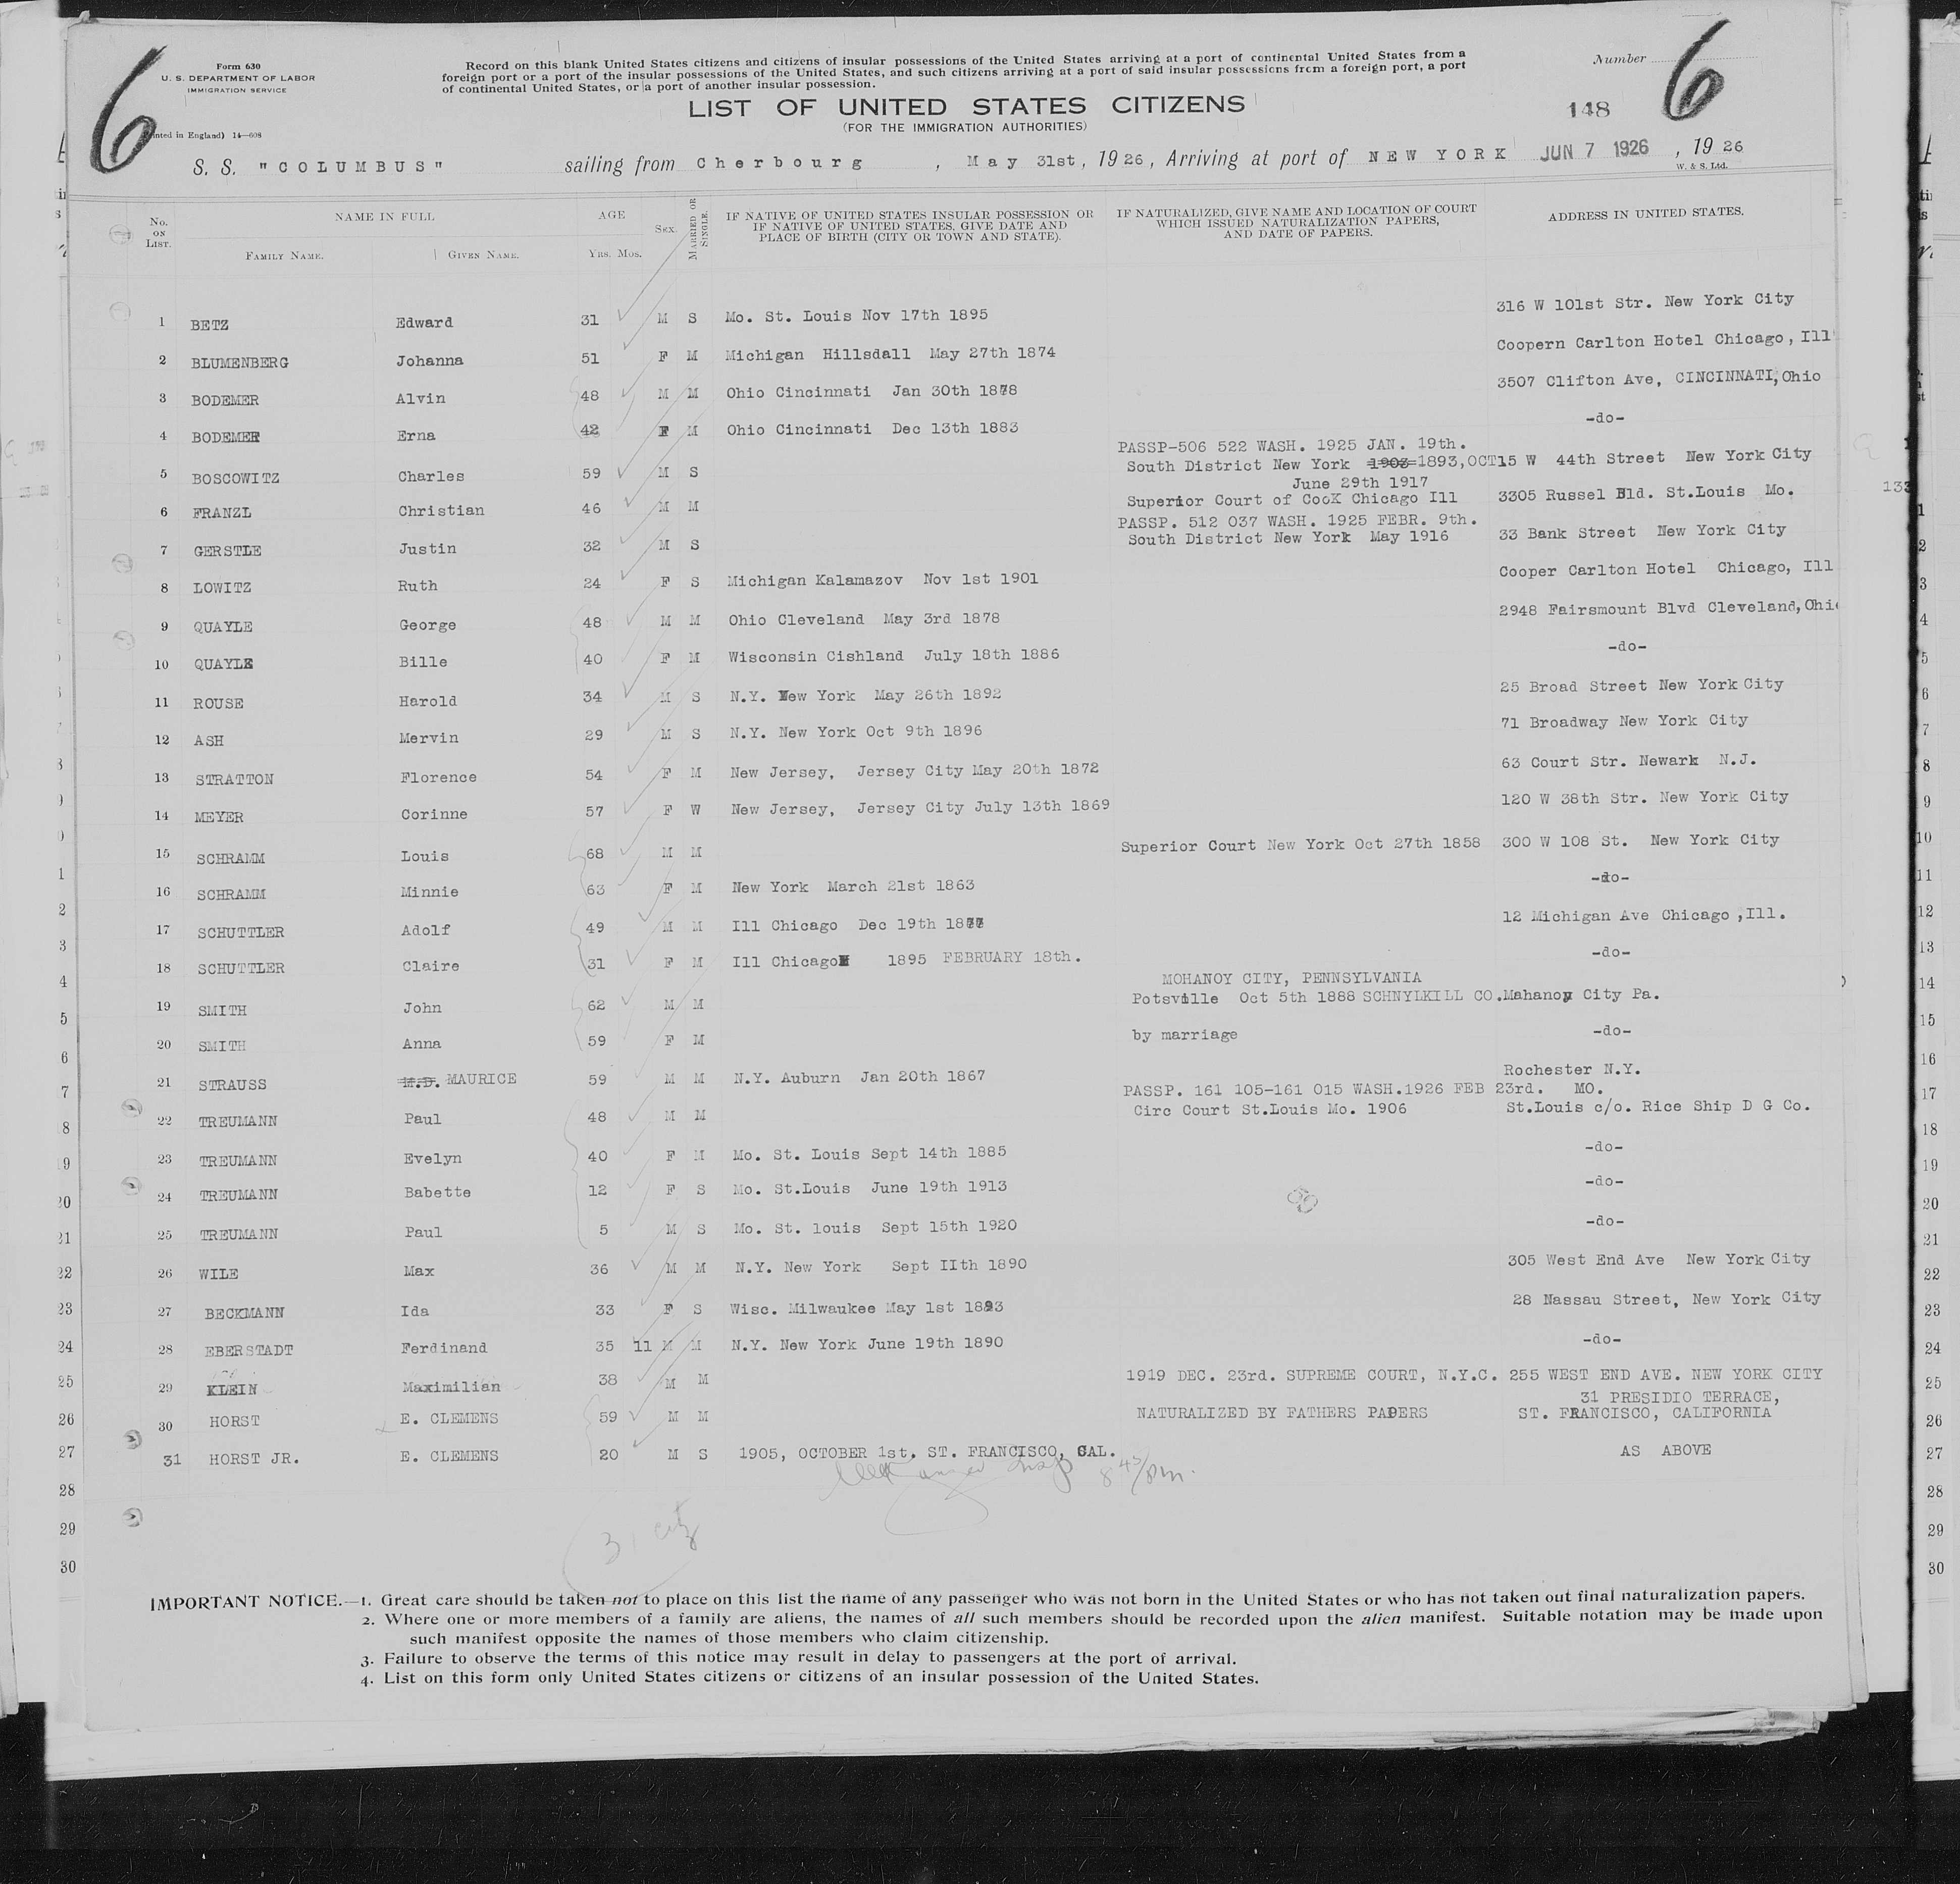 6
Form 630
U. S. DEPARTMENT OF LABOR
IMMIGRATION SERVICE
Record on this blank United States citizens and citizens of insular possessions of the United States arriving at a port of continental United States from a
foreign port or a port of the insular possessions of the United States, and such citizens arriving at a port of said insular possessions from a foreign port, a port
of continental United States, or a port of another insular possession.
Number 6
LIST OF UNITED STATES CITIZENS
148
(FOR THE IMMIGRATION AUTHORITIES)
nted in England) 14—608
S. S. "COLUMBUS" sailing from Cherbourg , May 31st, 1926, Arriving at port of NEW YORK JUN 7 1926 , 1926
W. & S. Ltd.
No. ON LIST. NAME IN FULL AGE SEX. MARRIED OR SINGLE. IF NATIVE OF UNITED STATES INSULAR POSSESSION OR IF NATIVE OF UNITED STATES, GIVE DATE AND PLACE OF BIRTH (CITY OR TOWN AND STATE). IF NATURALIZED, GIVE NAME AND LOCATION OF COURT WHICH ISSUED NATURALIZATION PAPERS, AND DATE OF PAPERS. ADDRESS IN UNITED STATES.
FAMILY NAME. GIVEN NAME. YRS. MOS.
1 BETZ Edward 31 M S Mo. St. Louis Nov 17th 1895 316 W 101st Str. New York City
2 BLUMENBERG Johanna 51 F M Michigan Hillsdall May 27th 1874 Coopern Carlton Hotel Chicago, Ill
3 BODEMER Alvin 48 M M Ohio Cincinnati Jan 30th 1878 3507 Clifton Ave, CINCINNATI, Ohio
4 BODEMER Erna 42 F M Ohio Cincinnati Dec 13th 1883 -do-
PASSP-506 522 WASH. 1925 JAN. 19th.
5 BOSCOWITZ Charles 59 M S South District New York 1903 1893,OCT 15 W 44th Street New York City
June 29th 1917
6 FRANZL Christian 46 M M Superior Court of CooK Chicago Ill 3305 Russel Bld. St.Louis Mo.
PASSP. 512 037 WASH. 1925 FEBR. 9th.
7 GERSTLE Justin 32 M S South District New York May 1916 33 Bank Street New York City
8 LOWITZ Ruth 24 F S Michigan Kalamazov Nov 1st 1901 Cooper Carlton Hotel Chicago, Ill
9 QUAYLE George 48 M M Ohio Cleveland May 3rd 1878 2948 Fairsmount Blvd Cleveland, Ohi
10 QUAYLE Bille 40 F M Wisconsin Cishland July 18th 1886 -do-
11 ROUSE Harold 34 M S N.Y. New York May 26th 1892 25 Broad Street New York City
12 ASH Mervin 29 M S N.Y. New York Oct 9th 1896 71 Broadway New York City
13 STRATTON Florence 54 F M New Jersey, Jersey City May 20th 1872 63 Court Str. Newark N.J.
14 MEYER Corinne 57 F W New Jersey, Jersey City July 13th 1869 120 W 38th Str. New York City
15 SCHRAMM Louis 68 M M Superior Court New York Oct 27th 1858 300 W 108 St. New York City
16 SCHRAMM Minnie 63 F M New York March 21st 1863 -do-
17 SCHUTTLER Adolf 49 M M Ill Chicago Dec 19th 1877 12 Michigan Ave Chicago ,Ill.
18 SCHUTTLER Claire 31 F M Ill Chicago 1895 FEBRUARY 18th. -do-
MOHANOY CITY, PENNSYLVANIA
19 SMITH John 62 M M Potsville Oct 5th 1888 SCHNYLKILL CO. Mahanoy City Pa.
20 SMITH Anna 59 F M by marriage -do-
21 STRAUSS M.D. MAURICE 59 M M N.Y. Auburn Jan 20th 1867 Rochester N.Y.
PASSP. 161 105-161 015 WASH.1926 FEB 23rd. MO.
22 TREUMANN Paul 48 M M Circ Court St.Louis Mo. 1906 St.Louis c/o. Rice Ship D G Co.
23 TREUMANN Evelyn 40 F M Mo. St. Louis Sept 14th 1885 -do-
24 TREUMANN Babette 12 F S Mo. St.Louis June 19th 1913 -do-
25 TREUMANN Paul 5 M S Mo. St. louis Sept 15th 1920 -do-
26 WILE Max 36 M M N.Y. New York Sept IIth 1890 305 West End Ave New York City
27 BECKMANN Ida 33 F S Wisc. Milwaukee May 1st 1893 28 Nassau Street, New York City
28 EBERSTADT Ferdinand 35 11 M M N.Y. New York June 19th 1890 -do-
29 KLEIN Maximilian 38 M M 1919 DEC. 23rd. SUPREME COURT, N.Y.C. 255 WEST END AVE. NEW YORK CITY
31 PRESIDIO TERRACE,
30 HORST E. CLEMENS 59 M M NATURALIZED BY FATHERS PAPERS ST. FRANCISCO, CALIFORNIA
31 HORST JR. E. CLEMENS 20 M S 1905, OCTOBER 1st, ST. FRANCISCO, CAL. AS ABOVE
8 45/pm.
31
IMPORTANT NOTICE.—1. Great care should be taken not to place on this list the name of any passenger who was not born in the United States or who has not taken out final naturalization papers.
2. Where one or more members of a family are aliens, the names of all such members should be recorded upon the alien manifest. Suitable notation may be made upon
such manifest opposite the names of those members who claim citizenship.
3. Failure to observe the terms of this notice may result in delay to passengers at the port of arrival.
4. List on this form only United States citizens or citizens of an insular possession of the United States.